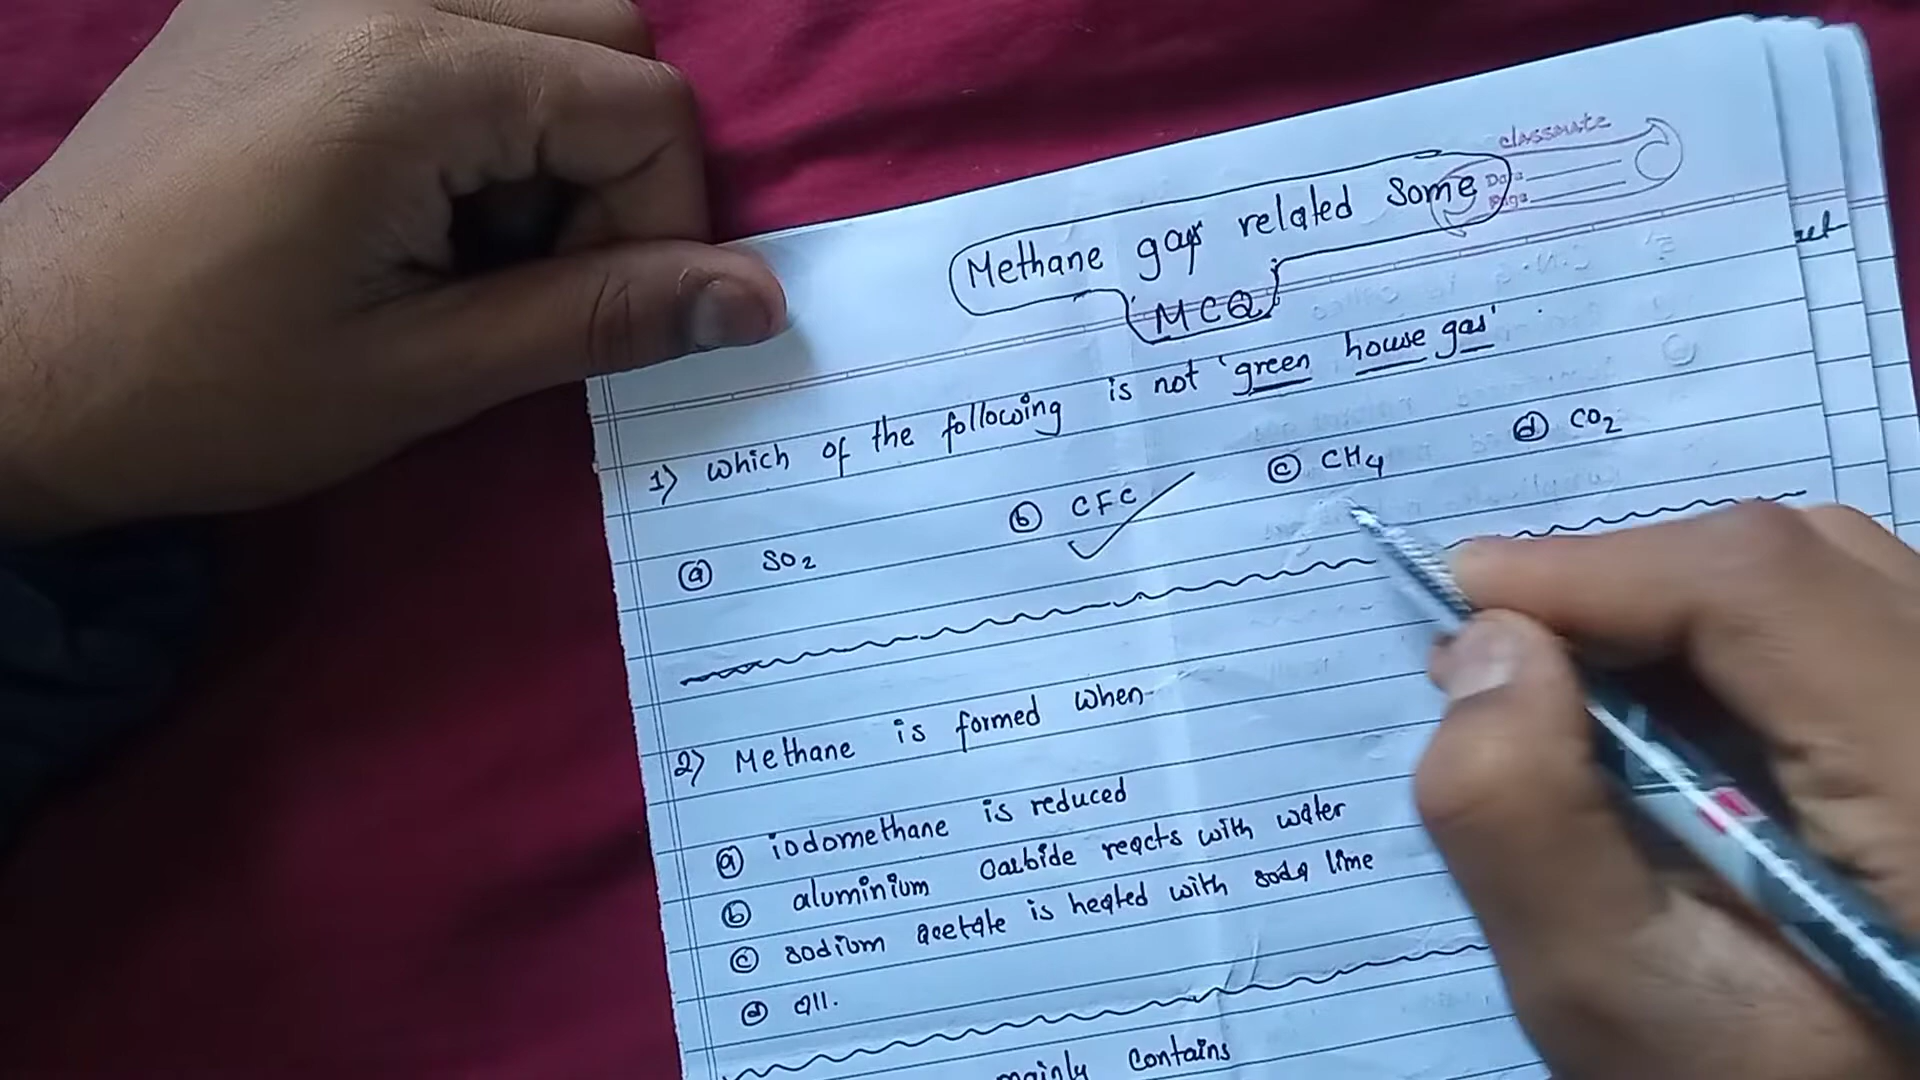 classmate
Date
Page
Methane gas related some
MCQ
1) which of the following is not 'green house gas'
ⓐ SO2 ⓑ CFC ⓒ CH4 ⓓ CO2
2) Methane is formed when-
ⓐ iodomethane is reduced
ⓑ aluminium carbide reacts with water
ⓒ sodium acetate is heated with soda lime
ⓓ all.
mainly contains